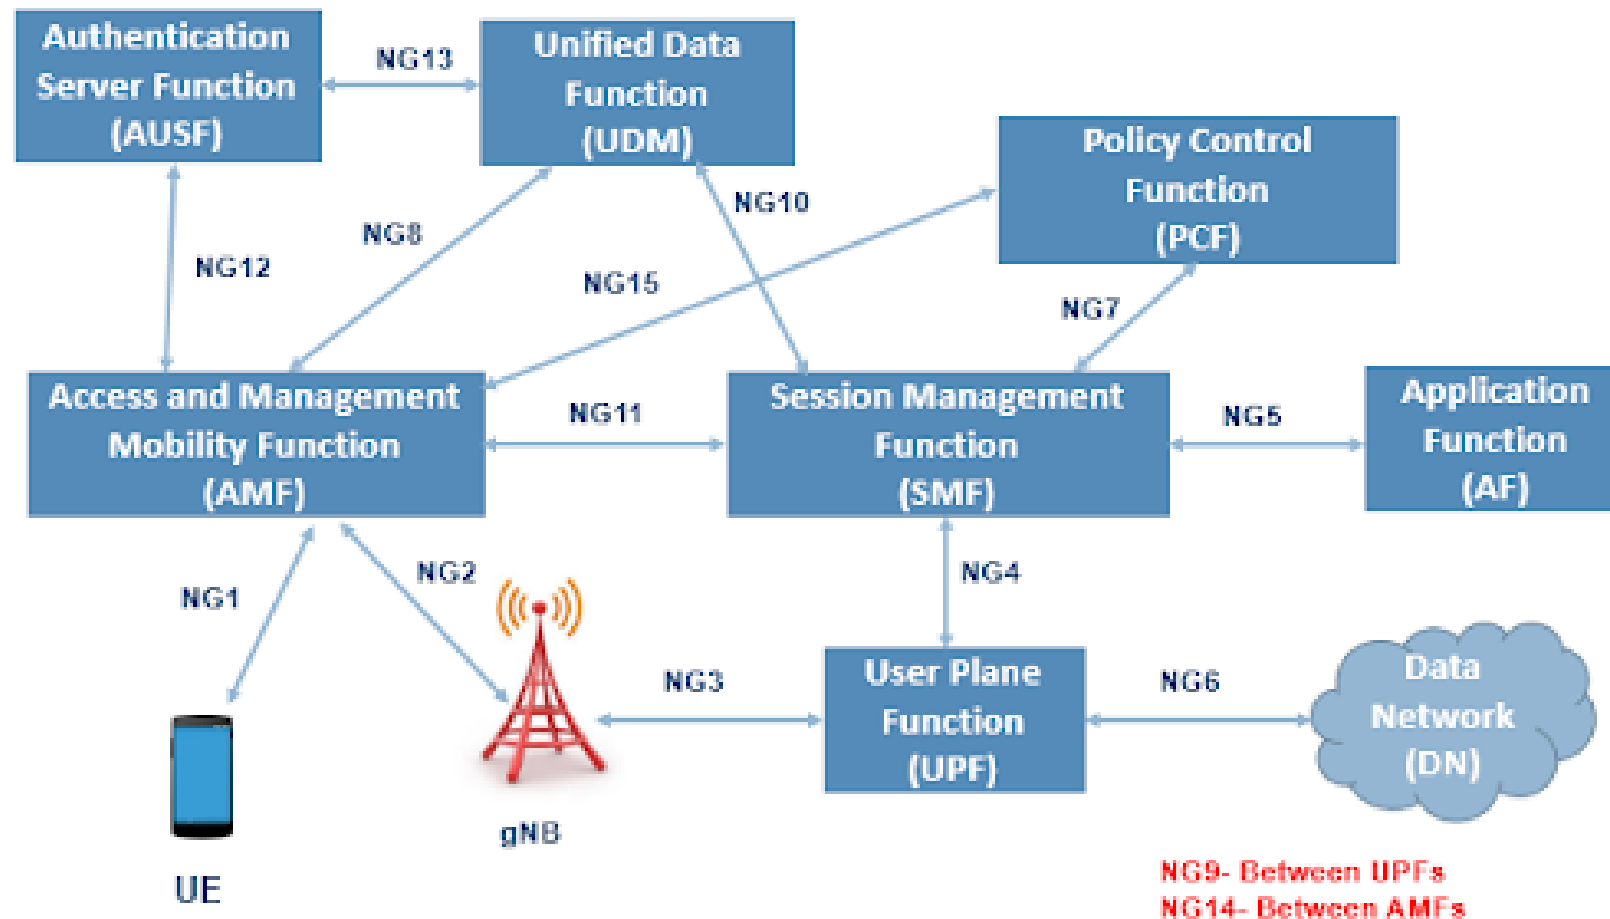 Authentication
Server Function
(AUSF)
NG13
Unified Data
Function
(UDM)
Policy Control
Function
(PCF)
NG12
NG8
NG10
NG15
NG7
Access and Management
Mobility Function
(AMF)
NG11
Session Management
Function
(SMF)
NG5
Application
Function
(AF)
NG1
NG2
NG4
NG3
User Plane
Function
(UPF)
NG6
Data
Network
(DN)
gNB
UE
NG9- Between UPFs
NG14- Between AMFs